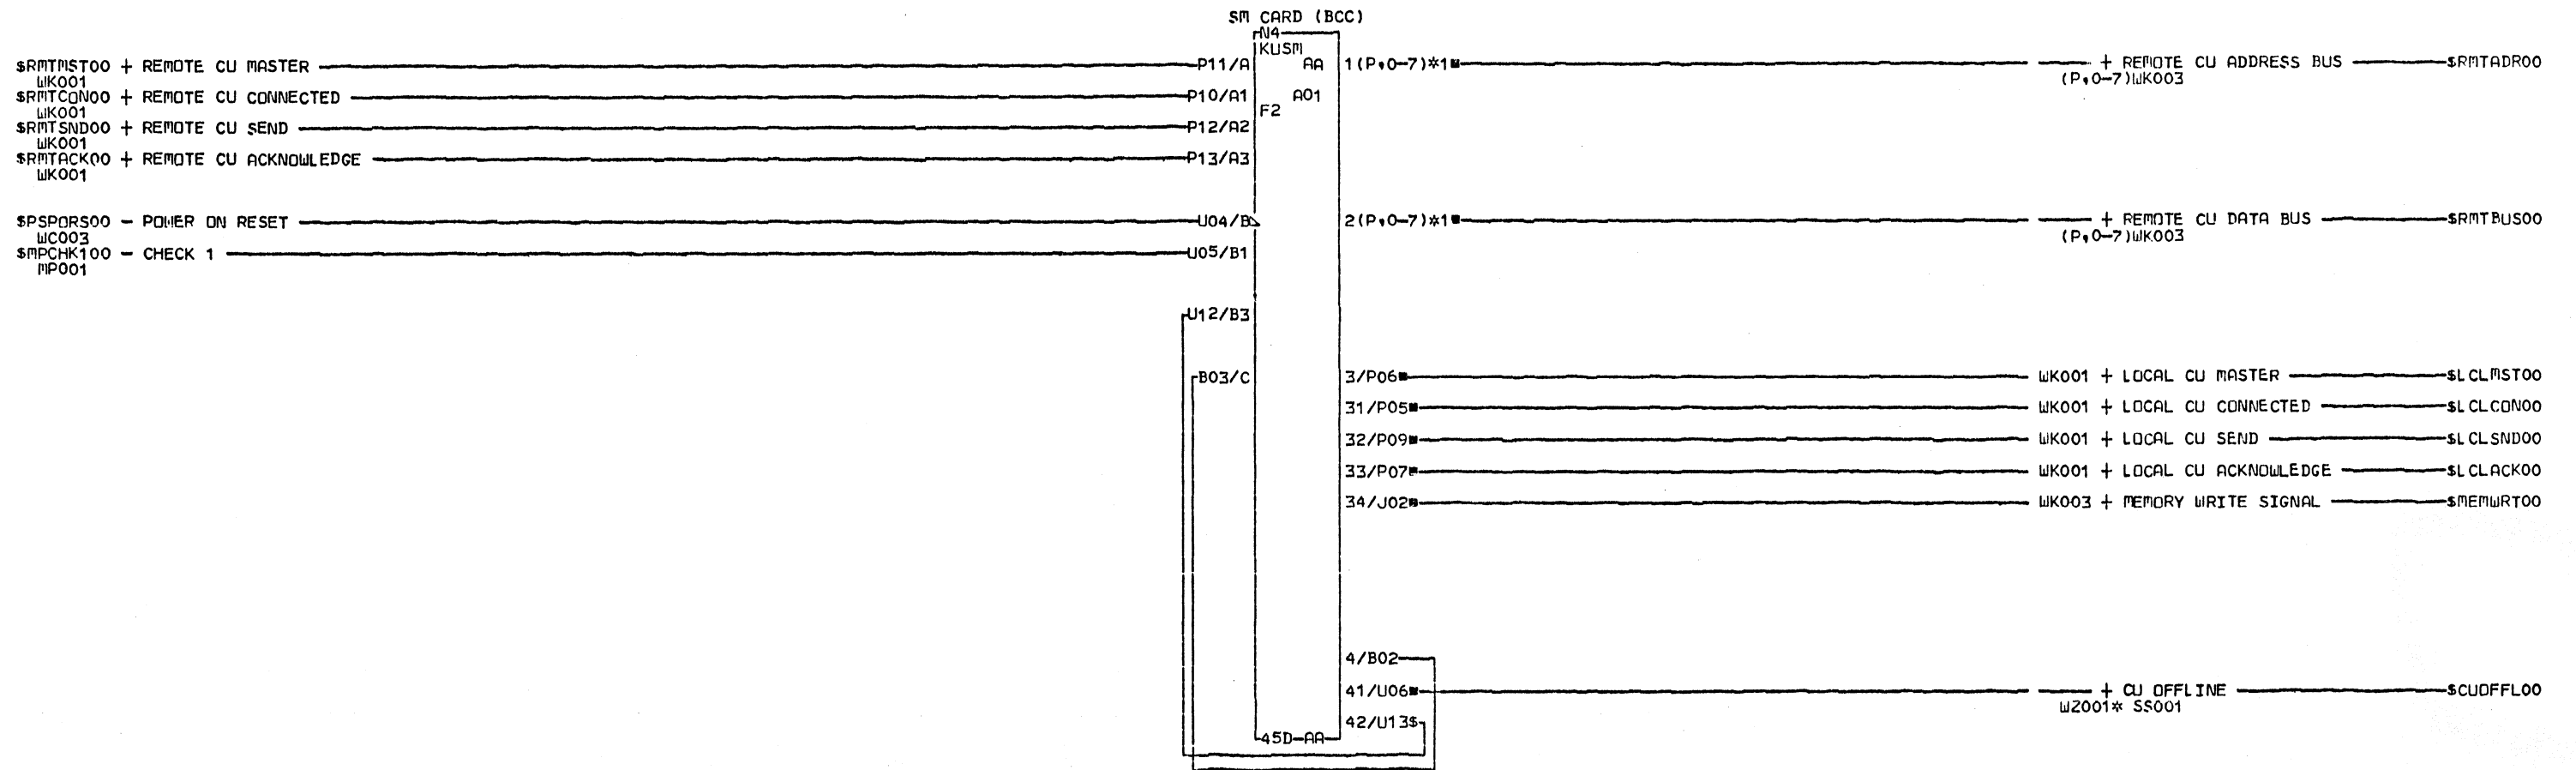 SM CARD (BCC)
N4
KUSM
$RMTMST00 + REMOTE CU MASTER P11/A AA 1(P,0-7)*1 + REMOTE CU ADDRESS BUS $RMTADR00
WK001 (P,0-7)WK003
$RMTCON00 + REMOTE CU CONNECTED P10/A1 A01
WK001 F2
$RMTSND00 + REMOTE CU SEND P12/A2
WK001
$RMTACK00 + REMOTE CU ACKNOWLEDGE P13/A3
WK001
$PSPORS00 - POWER ON RESET U04/B 2(P,0-7)*1 + REMOTE CU DATA BUS $RMTBUS00
WC003 (P,0-7)WK003
$MPCHK100 - CHECK 1 U05/B1
MP001
U12/B3
B03/C 3/P06 WK001 + LOCAL CU MASTER $LCLMST00
31/P05 WK001 + LOCAL CU CONNECTED $LCLCON00
32/P09 WK001 + LOCAL CU SEND $LCLSND00
33/P07 WK001 + LOCAL CU ACKNOWLEDGE $LCLACK00
34/J02 WK003 + MEMORY WRITE SIGNAL $MEMWRT00
4/B02
41/U06 + CU OFFLINE $CUOFFL00
WZ001* SS001
42/U13$
45D-AA